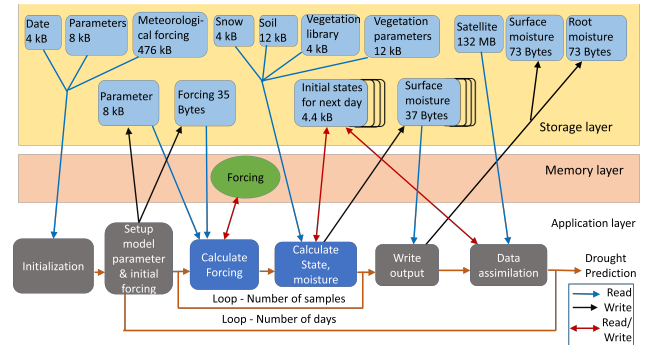 Date
4 kB
Parameters
8 kB
Meteorologi-
cal forcing
476 kB
Snow
4 kB
Soil
12 kB
Vegetation
library
4 kB
Vegetation
parameters
12 kB
Satellite
132 MB
Surface
moisture
73 Bytes
Root
moisture
73 Bytes
Parameter
8 kB
Forcing 35
Bytes
Initial states
for next day
4.4 kB
Surface
moisture
37 Bytes
Storage layer
Forcing
Memory layer
Application layer
Initialization
Setup
model
parameter
& initial
forcing
Calculate
Forcing
Calculate
State,
moisture
Write
output
Data
assimilation
Drought
Prediction
Loop - Number of samples
Loop - Number of days
Read
Write
Read/
Write